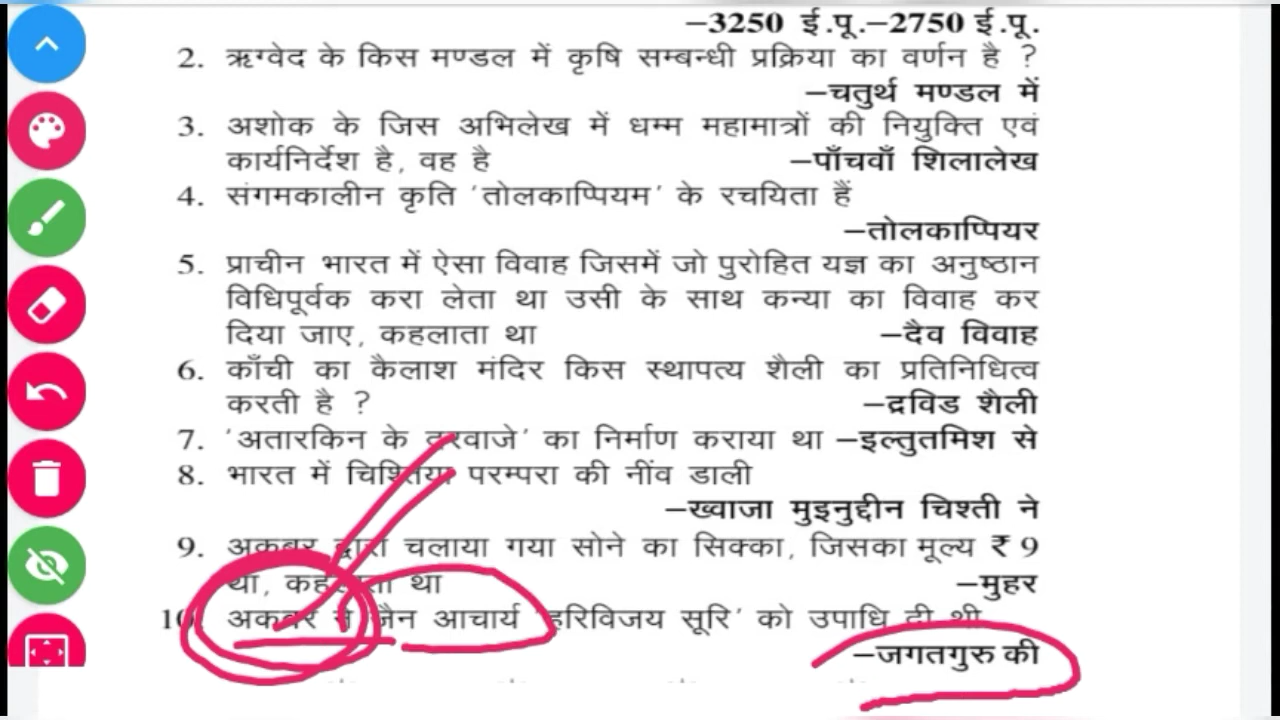 –3250 ई.पू.–2750 ई.पू.
2. ऋग्वेद के किस मण्डल में कृषि सम्बन्धी प्रक्रिया का वर्णन है ?
–चतुर्थ मण्डल में
3. अशोक के जिस अभिलेख में धम्म महामात्रों की नियुक्ति एवं
कार्यनिर्देश है, वह है –पाँचवाँ शिलालेख
4. संगमकालीन कृति 'तोलकाप्पियम' के रचयिता हैं
–तोलकाप्पियर
5. प्राचीन भारत में ऐसा विवाह जिसमें जो पुरोहित यज्ञ का अनुष्ठान
विधिपूर्वक करा लेता था उसी के साथ कन्या का विवाह कर
दिया जाए, कहलाता था –दैव विवाह
6. काँची का कैलाश मंदिर किस स्थापत्य शैली का प्रतिनिधित्व
करती है ? –द्रविड शैली
7. 'अतारकिन के दरवाजे' का निर्माण कराया था –इल्तुतमिश से
8. भारत में चिश्तिया परम्परा की नींव डाली
–ख्वाजा मुइनुद्दीन चिश्ती ने
9. अकबर द्वारा चलाया गया सोने का सिक्का, जिसका मूल्य ₹ 9
था, कहलाता था –मुहर
10. अकबर ने जैन आचार्य 'हरिविजय सूरि' को उपाधि दी थी
–जगतगुरु की